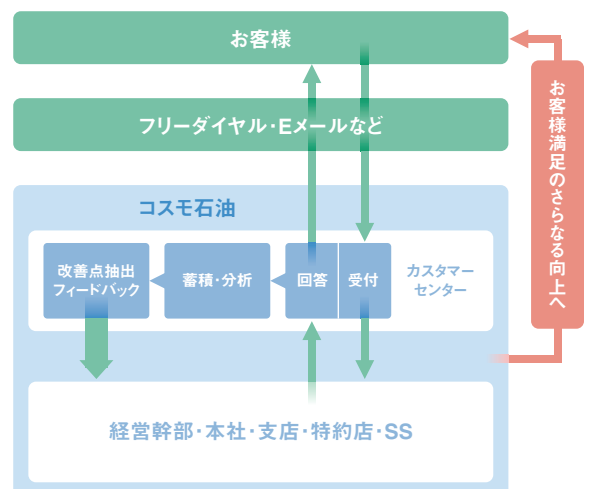 お客様
フリーダイヤル・Eメールなど
コスモ石油
改善点抽出
フィードバック
蓄積・分析
回答
受付
カスタマー
センター
経営幹部・本社・支店・特約店・SS
お客様満足のさらなる向上へ